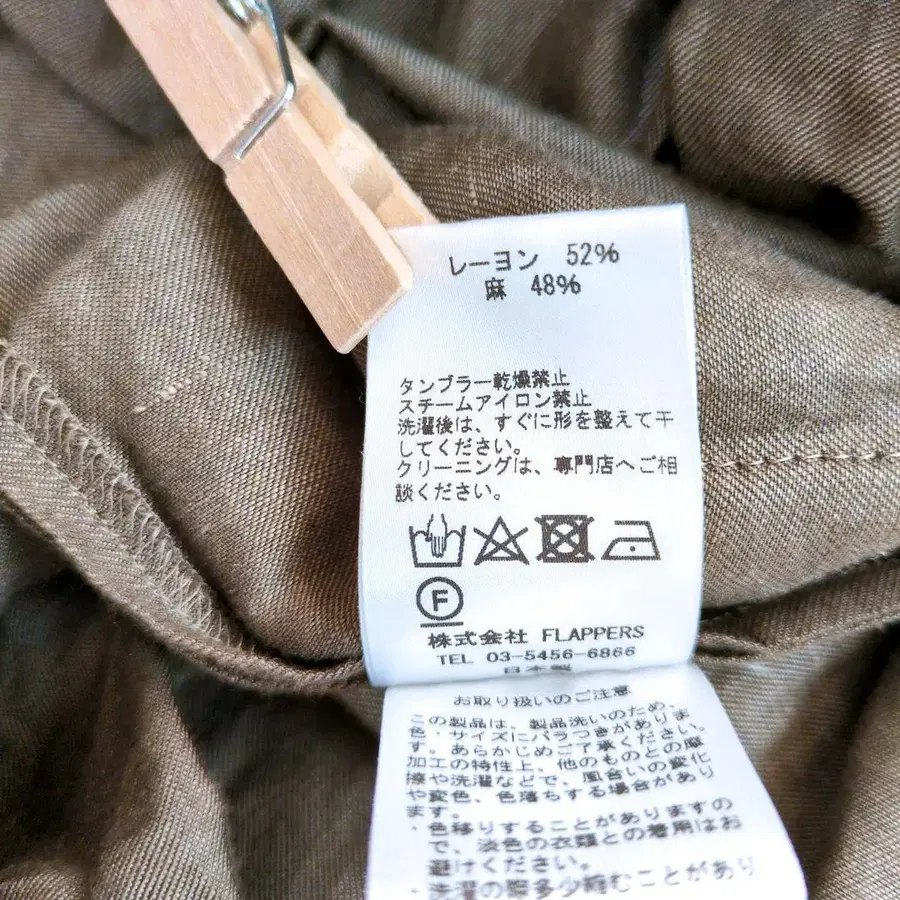 レーヨン 52%
麻 48%
タンブラー乾燥禁止
スチームアイロン禁止
洗濯後は、すぐに形を整えて干
してください。
クリーニングは、専門店へご相
談ください。
F
株式会社 FLAPPERS
TEL 03-5456-6866
日本製
お取り扱いのご注意
この製品は、製品洗いのため、
色・サイズにバラつきがありま
す。あらかじめご了承ください。
加工の特性上、他のものとの摩
擦や洗濯などで、風合いの変化
や変色、色落ちする場合があり
ます。
・色移りすることがありますの
で、淡色の衣類との着用はお
避けください。
・洗濯の際多少縮むことがあり